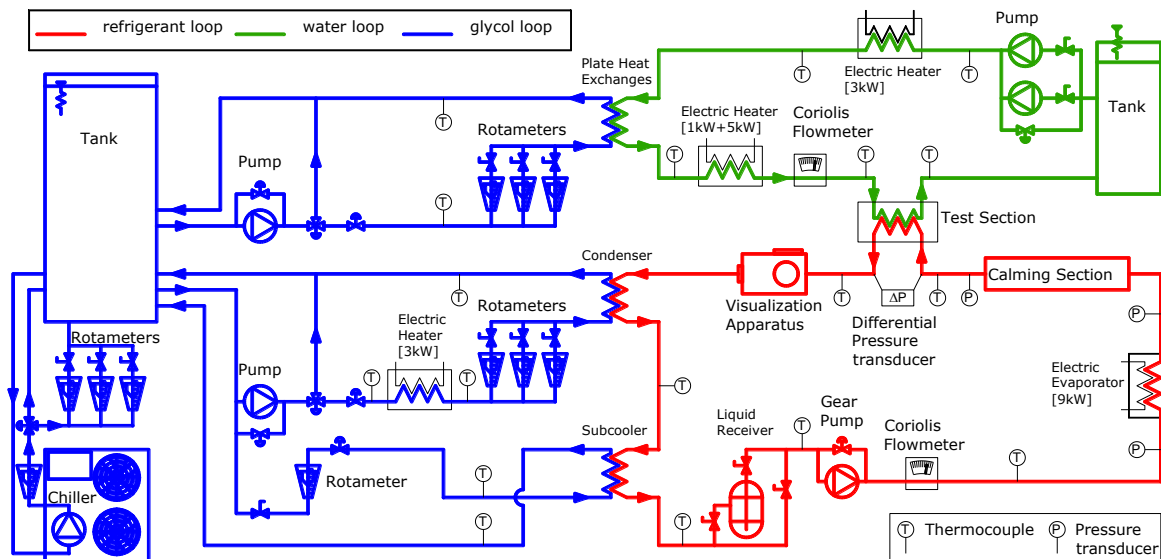 refrigerant loop
water loop
glycol loop
Pump
Plate Heat
Exchanges
Electric Heater
[3kW]
T
T
Tank
Tank
T
Rotameters
Electric Heater
[1kW+5kW]
Coriolis
Flowmeter
T
T
T
Pump
T
Test Section
Condenser
T
Visualization
Apparatus
T
ΔP
T
P
Calming Section
Differential
Pressure
transducer
P
Rotameters
Electric
Heater
[3kW]
Rotameters
Pump
T
T
T
Electric
Evaporator
[9kW]
Subcooler
Liquid
Receiver
T
Gear
Pump
Coriolis
Flowmeter
P
T
Rotameter
T
T
T
Chiller
T
Thermocouple
P
Pressure
transducer